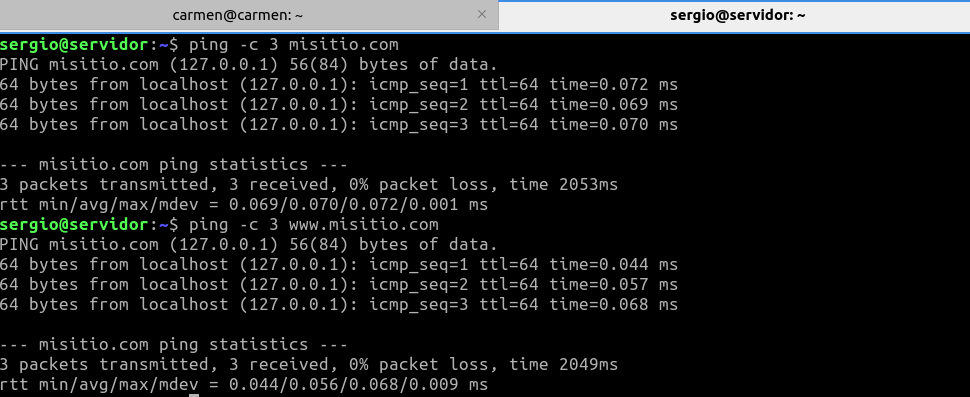 carmen@carmen: ~ × sergio@servidor: ~
sergio@servidor:~$ ping -c 3 misitio.com
PING misitio.com (127.0.0.1) 56(84) bytes of data.
64 bytes from localhost (127.0.0.1): icmp_seq=1 ttl=64 time=0.072 ms
64 bytes from localhost (127.0.0.1): icmp_seq=2 ttl=64 time=0.069 ms
64 bytes from localhost (127.0.0.1): icmp_seq=3 ttl=64 time=0.070 ms

--- misitio.com ping statistics ---
3 packets transmitted, 3 received, 0% packet loss, time 2053ms
rtt min/avg/max/mdev = 0.069/0.070/0.072/0.001 ms
sergio@servidor:~$ ping -c 3 www.misitio.com
PING misitio.com (127.0.0.1) 56(84) bytes of data.
64 bytes from localhost (127.0.0.1): icmp_seq=1 ttl=64 time=0.044 ms
64 bytes from localhost (127.0.0.1): icmp_seq=2 ttl=64 time=0.057 ms
64 bytes from localhost (127.0.0.1): icmp_seq=3 ttl=64 time=0.068 ms

--- misitio.com ping statistics ---
3 packets transmitted, 3 received, 0% packet loss, time 2049ms
rtt min/avg/max/mdev = 0.044/0.056/0.068/0.009 ms